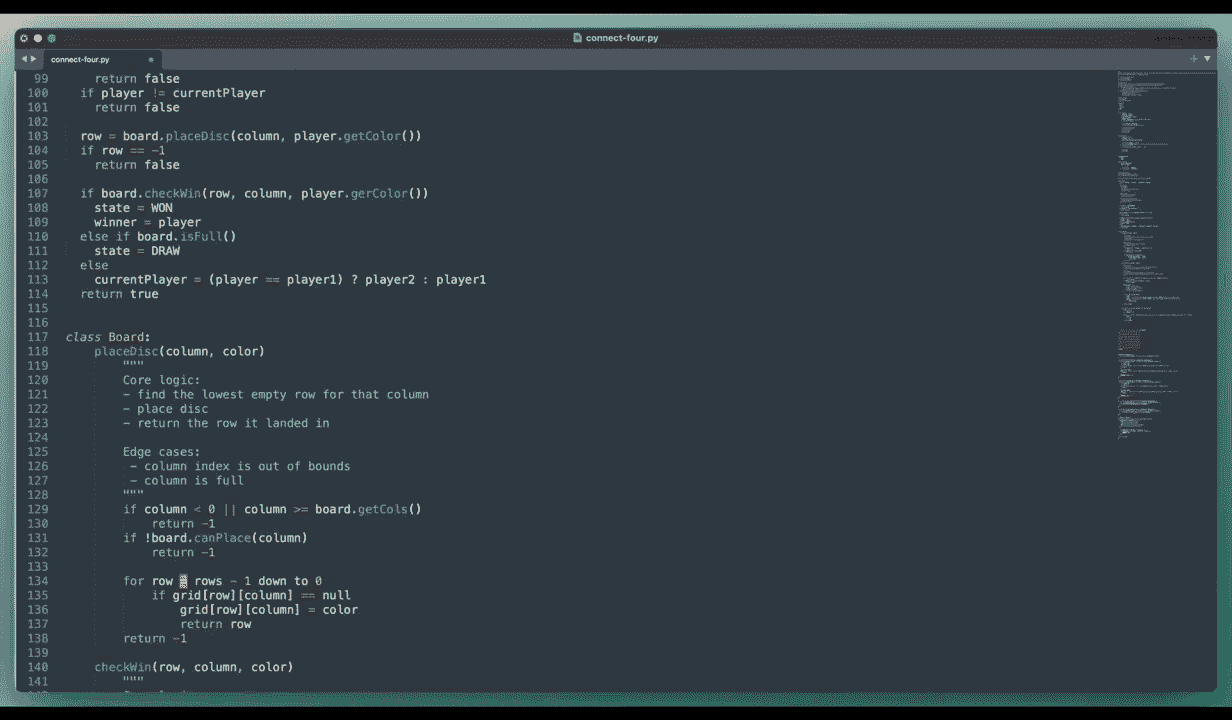 connect-four.py
connect-four.py
99 return false
100 if player != currentPlayer
101 return false
102
103 row = board.placeDisc(column, player.getColor())
104 if row == -1
105 return false
106
107 if board.checkWin(row, column, player.gerColor())
108 state = WON
109 winner = player
110 else if board.isFull()
111 state = DRAW
112 else
113 currentPlayer = (player == player1) ? player2 : player1
114 return true
115
116
117 class Board:
118 placeDisc(column, color)
119 """
120 Core logic:
121 - find the lowest empty row for that column
122 - place disc
123 - return the row it landed in
124
125 Edge cases:
126 - column index is out of bounds
127 - column is full
128 """
129 if column < 0 || column >= board.getCols()
130 return -1
131 if !board.canPlace(column)
132 return -1
133
134 for row = rows - 1 down to 0
135 if grid[row][column] == null
136 grid[row][column] = color
137 return row
138 return -1
139
140 checkWin(row, column, color)
141 """